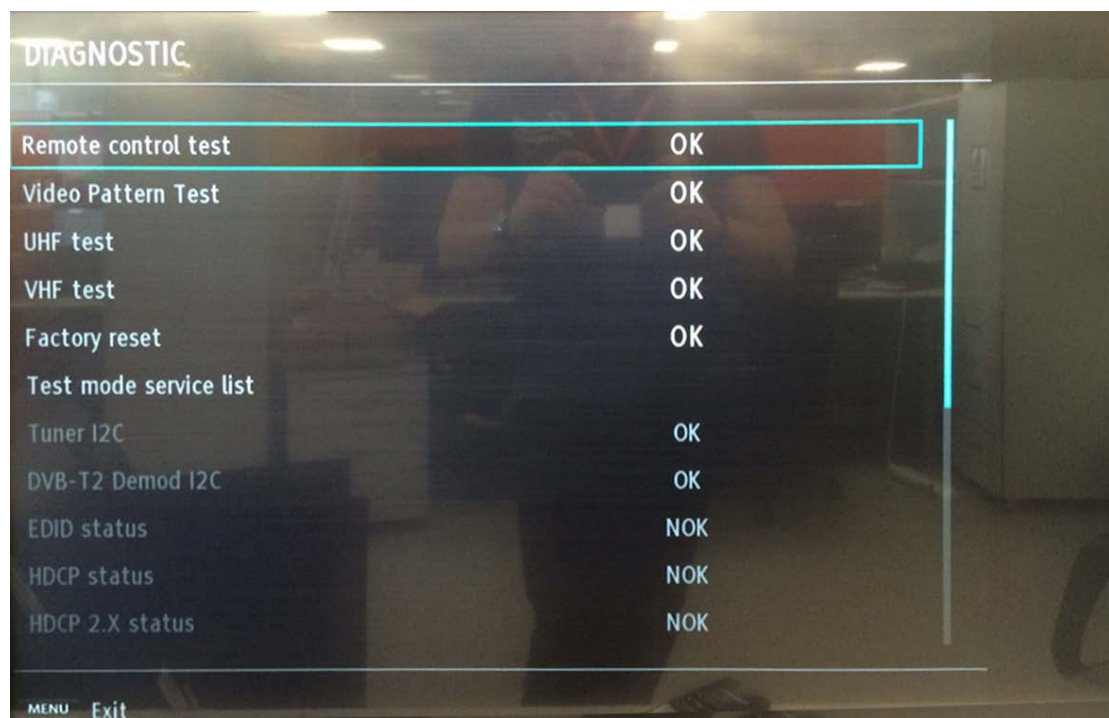 DIAGNOSTIC
Remote control test OK
Video Pattern Test OK
UHF test OK
VHF test OK
Factory reset OK
Test mode service list
Tuner I2C OK
DVB-T2 Demod I2C OK
EDID status NOK
HDCP status NOK
HDCP 2.X status NOK
MENU Exit